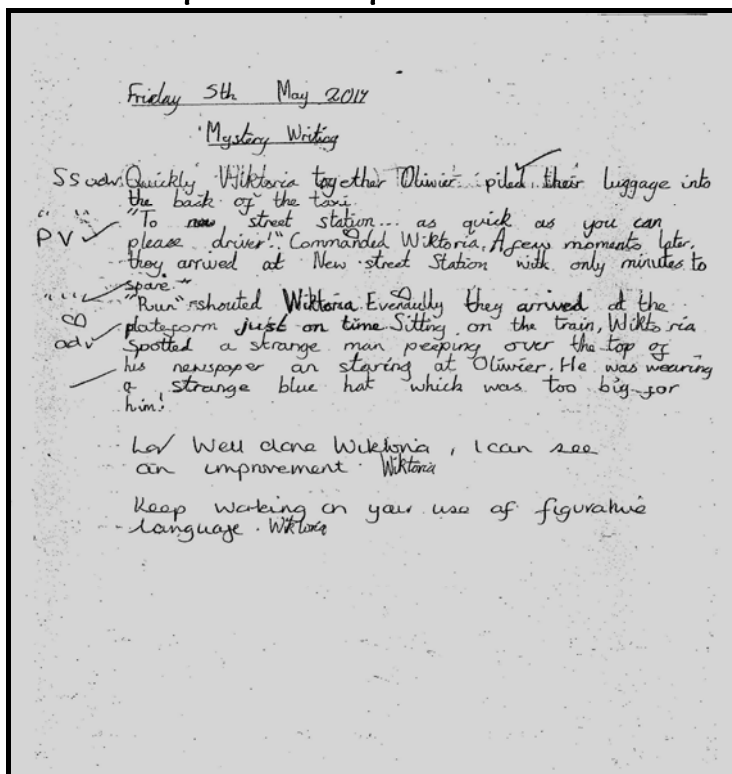 Friday 5th May 2017
Mystery Writing
SS adv. Quickly Wiktoria together Olivier piled their luggage into
the back of the taxi.
"To new street station... as quick as you can
PV please driver!" Commanded Wiktoria. A few moments later,
they arrived at New street Station with only minutes to
spare.
"Run" shouted Wiktoria. Eventully they arrived at the
plateform just on time Sitting on the train, Wiktoria
adv Spotted a strange man peeping over the top of
his newspaper an staring at Olivier. He was wearing
a strange blue hat which was too big for
him!
Well done Wiktoria, I can see
an improvement. Wiktoria
Keep working on your use of figurative
language. Wiktoria